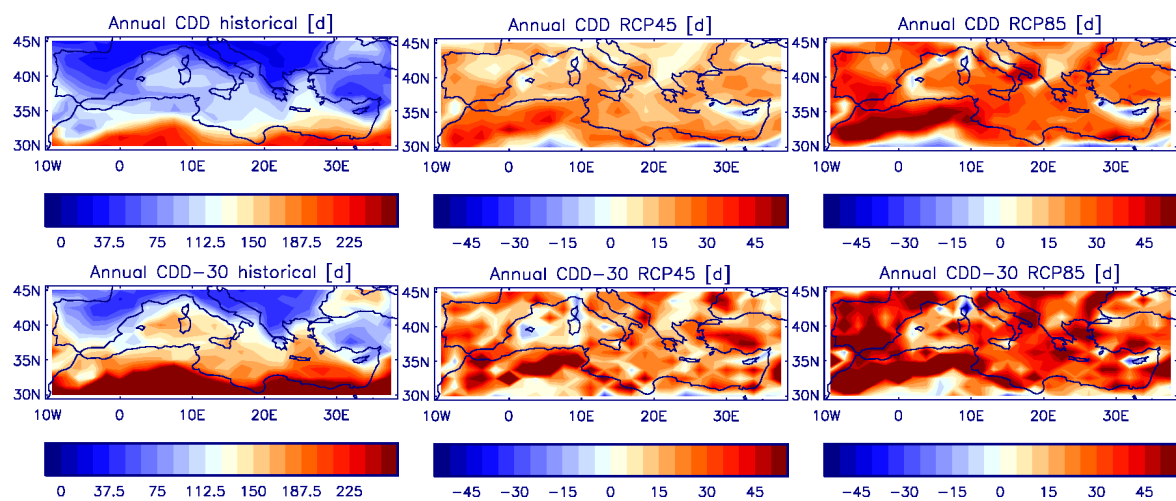 Annual CDD historical [d]
Annual CDD RCP45 [d]
Annual CDD RCP85 [d]
45N
40N
35N
30N
10W 0 10E 20E 30E
45N
40N
35N
30N
10W 0 10E 20E 30E
45N
40N
35N
30N
10W 0 10E 20E 30E
0 37.5 75 112.5 150 187.5 225
−45 −30 −15 0 15 30 45
−45 −30 −15 0 15 30 45
Annual CDD−30 historical [d]
Annual CDD−30 RCP45 [d]
Annual CDD−30 RCP85 [d]
45N
40N
35N
30N
10W 0 10E 20E 30E
45N
40N
35N
30N
10W 0 10E 20E 30E
45N
40N
35N
30N
10W 0 10E 20E 30E
0 37.5 75 112.5 150 187.5 225
−45 −30 −15 0 15 30 45
−45 −30 −15 0 15 30 45